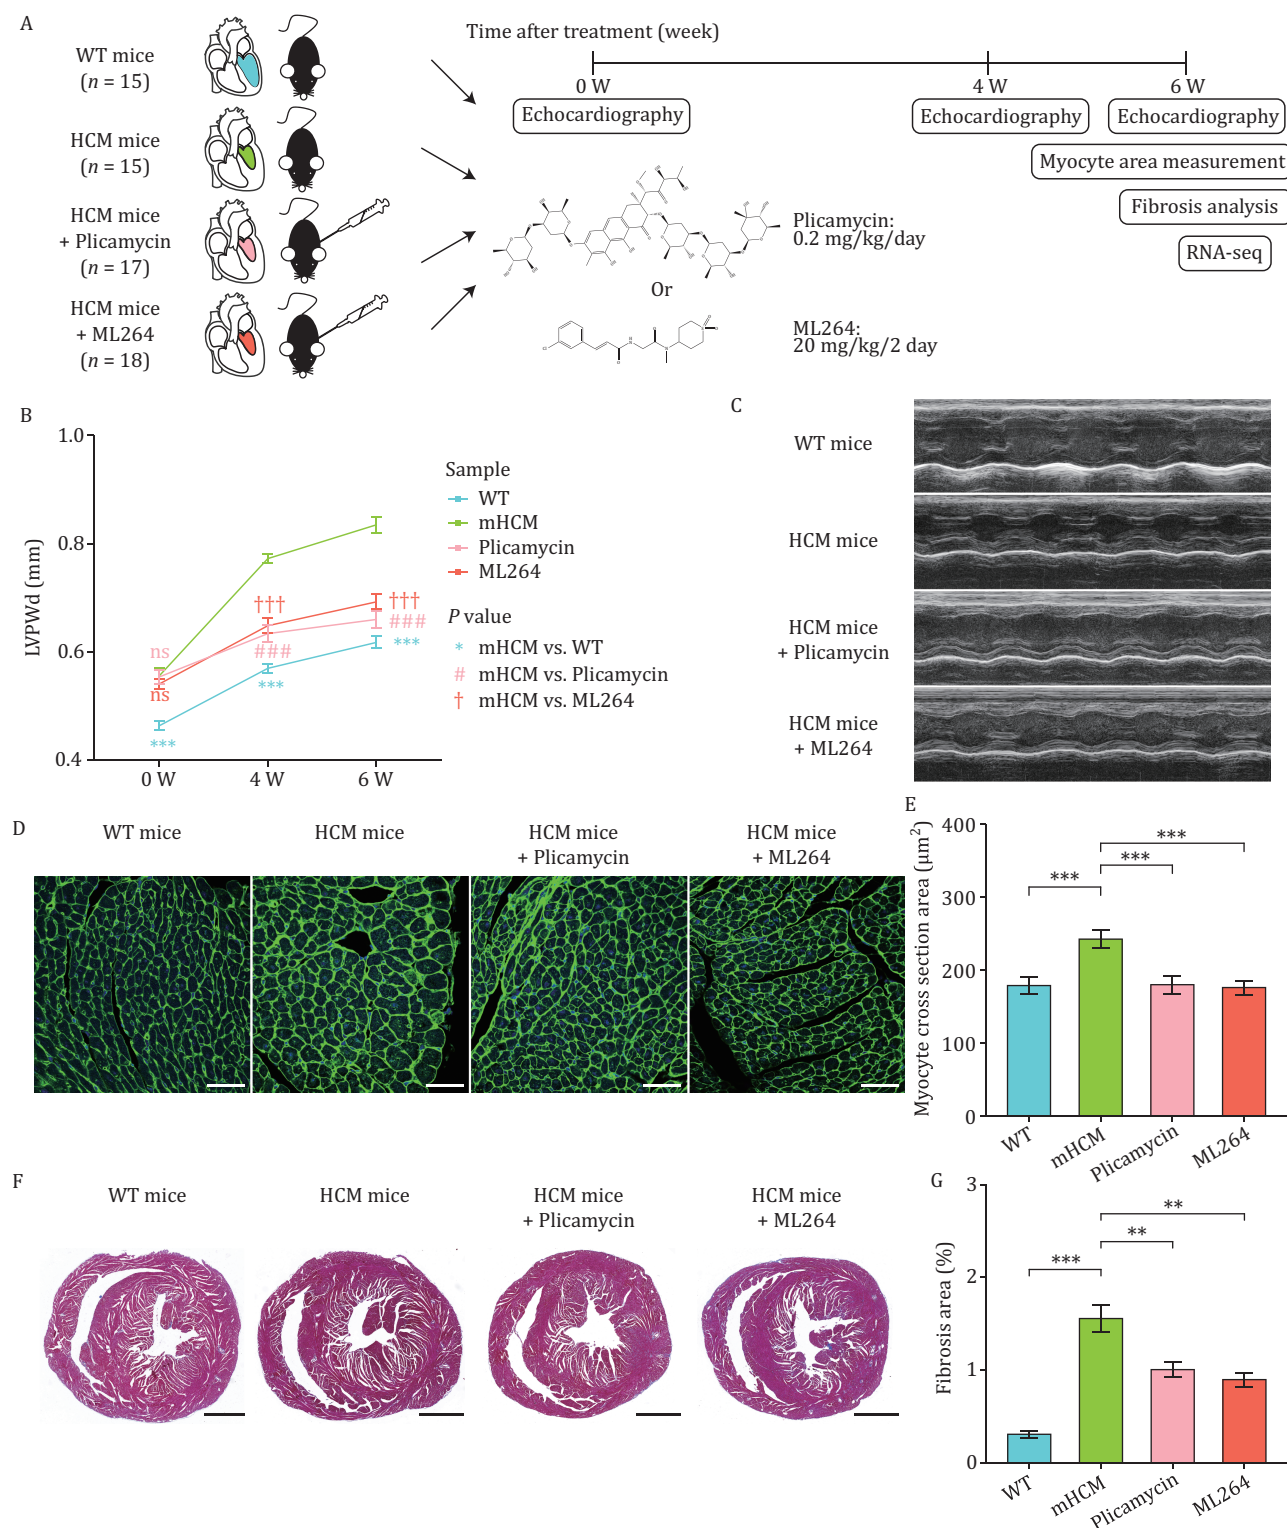 A
WT mice
(n = 15)
HCM mice
(n = 15)
HCM mice
+ Plicamycin
(n = 17)
HCM mice
+ ML264
(n = 18)
Time after treatment (week)
0 W
4 W
6 W
Echocardiography
Echocardiography
Echocardiography
Myocyte area measurement
Fibrosis analysis
RNA-seq
Plicamycin:
0.2 mg/kg/day
Or
ML264:
20 mg/kg/2 day
B
LVPWd (mm)
1.0
0.8
0.6
0.4
0 W
4 W
6 W
ns
ns
***
†††
###
***
†††
###
***
Sample
WT
mHCM
Plicamycin
ML264
P value
* mHCM vs. WT
# mHCM vs. Plicamycin
† mHCM vs. ML264
C
WT mice
HCM mice
HCM mice
+ Plicamycin
HCM mice
+ ML264
D
WT mice
HCM mice
HCM mice
+ Plicamycin
HCM mice
+ ML264
E
Myocyte cross section area (μm²)
400
300
200
100
0
***
***
***
WT
mHCM
Plicamycin
ML264
F
WT mice
HCM mice
HCM mice
+ Plicamycin
HCM mice
+ ML264
G
Fibrosis area (%)
3
2
1
0
***
**
**
WT
mHCM
Plicamycin
ML264